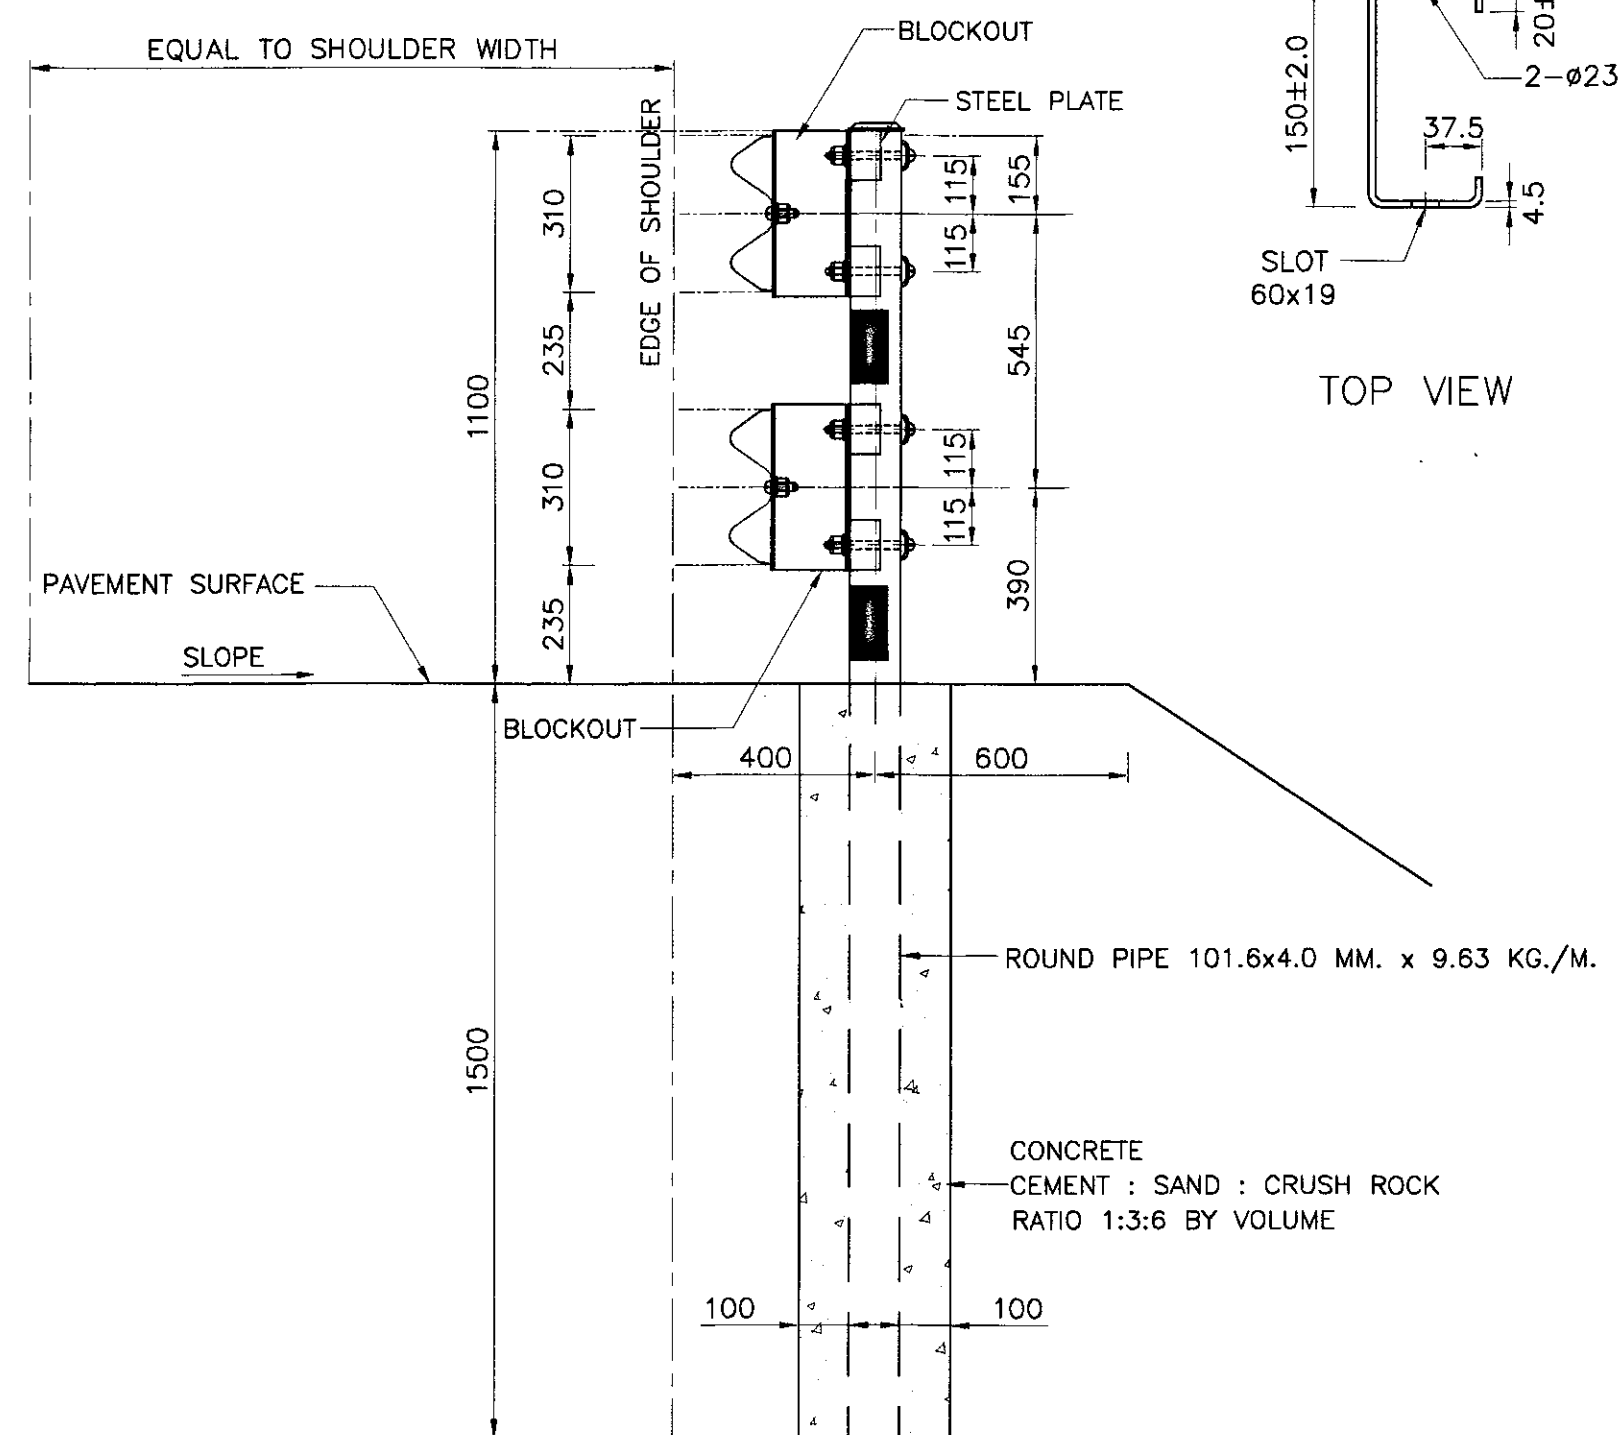 BLOCKOUT
EQUAL TO SHOULDER WIDTH
STEEL PLATE
EDGE OF SHOULDER
1100
310
235
310
235
115
115
155
545
115
115
390
150±2.0
2-ø23
37.5
4.5
SLOT
60x19
TOP VIEW
PAVEMENT SURFACE
SLOPE
BLOCKOUT
400
600
1500
ROUND PIPE 101.6x4.0 MM. x 9.63 KG./M.
CONCRETE
CEMENT : SAND : CRUSH ROCK
RATIO 1:3:6 BY VOLUME
100
100